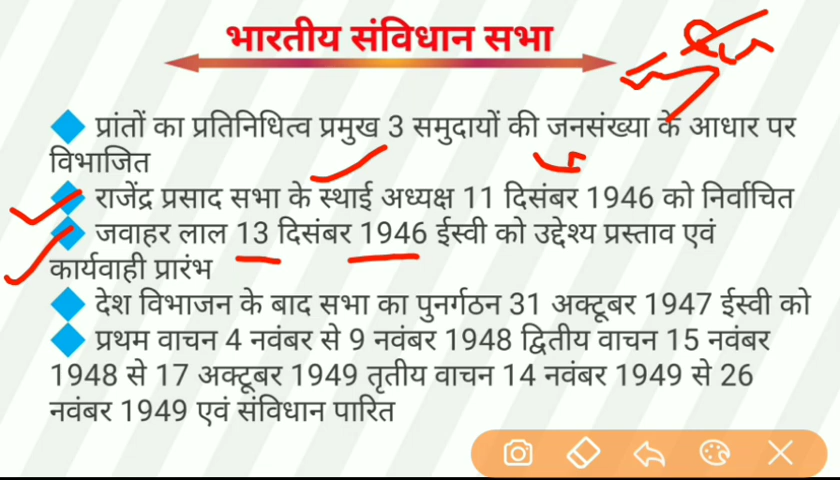 भारतीय संविधान सभा
प्रांतों का प्रतिनिधित्व प्रमुख 3 समुदायों की जनसंख्या के आधार पर
विभाजित
राजेंद्र प्रसाद सभा के स्थाई अध्यक्ष 11 दिसंबर 1946 को निर्वाचित
जवाहर लाल 13 दिसंबर 1946 ईस्वी को उद्देश्य प्रस्ताव एवं
कार्यवाही प्रारंभ
देश विभाजन के बाद सभा का पुनर्गठन 31 अक्टूबर 1947 ईस्वी को
प्रथम वाचन 4 नवंबर से 9 नवंबर 1948 द्वितीय वाचन 15 नवंबर
1948 से 17 अक्टूबर 1949 तृतीय वाचन 14 नवंबर 1949 से 26
नवंबर 1949 एवं संविधान पारित